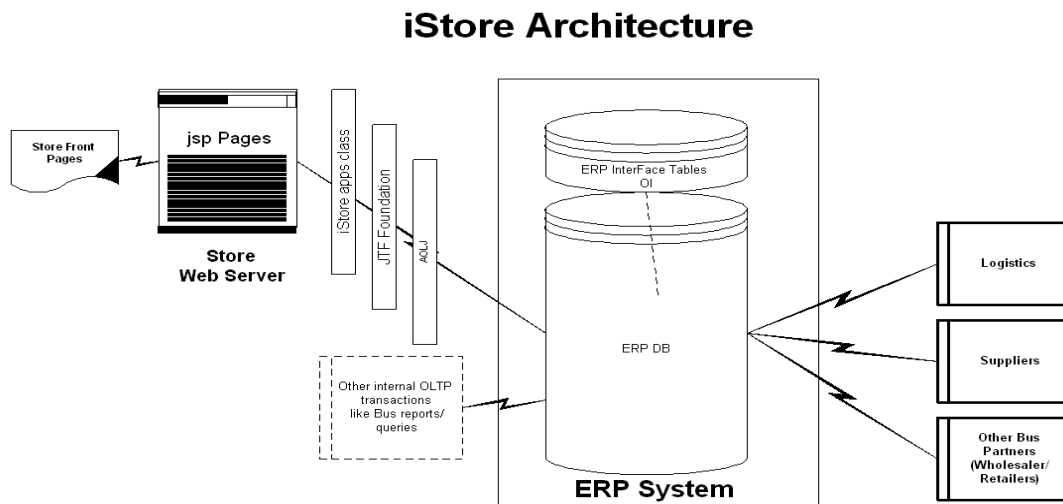 iStore Architecture
Store Front
Pages
jsp Pages
Store
Web Server
iStore apps class
JTF Foundation
AOLJ
Other internal OLTP
transactions
like Bus reports/
queries
ERP InterFace Tables
OI
ERP DB
ERP System
Logistics
Suppliers
Other Bus
Partners
(Wholesaler/
Retailers)